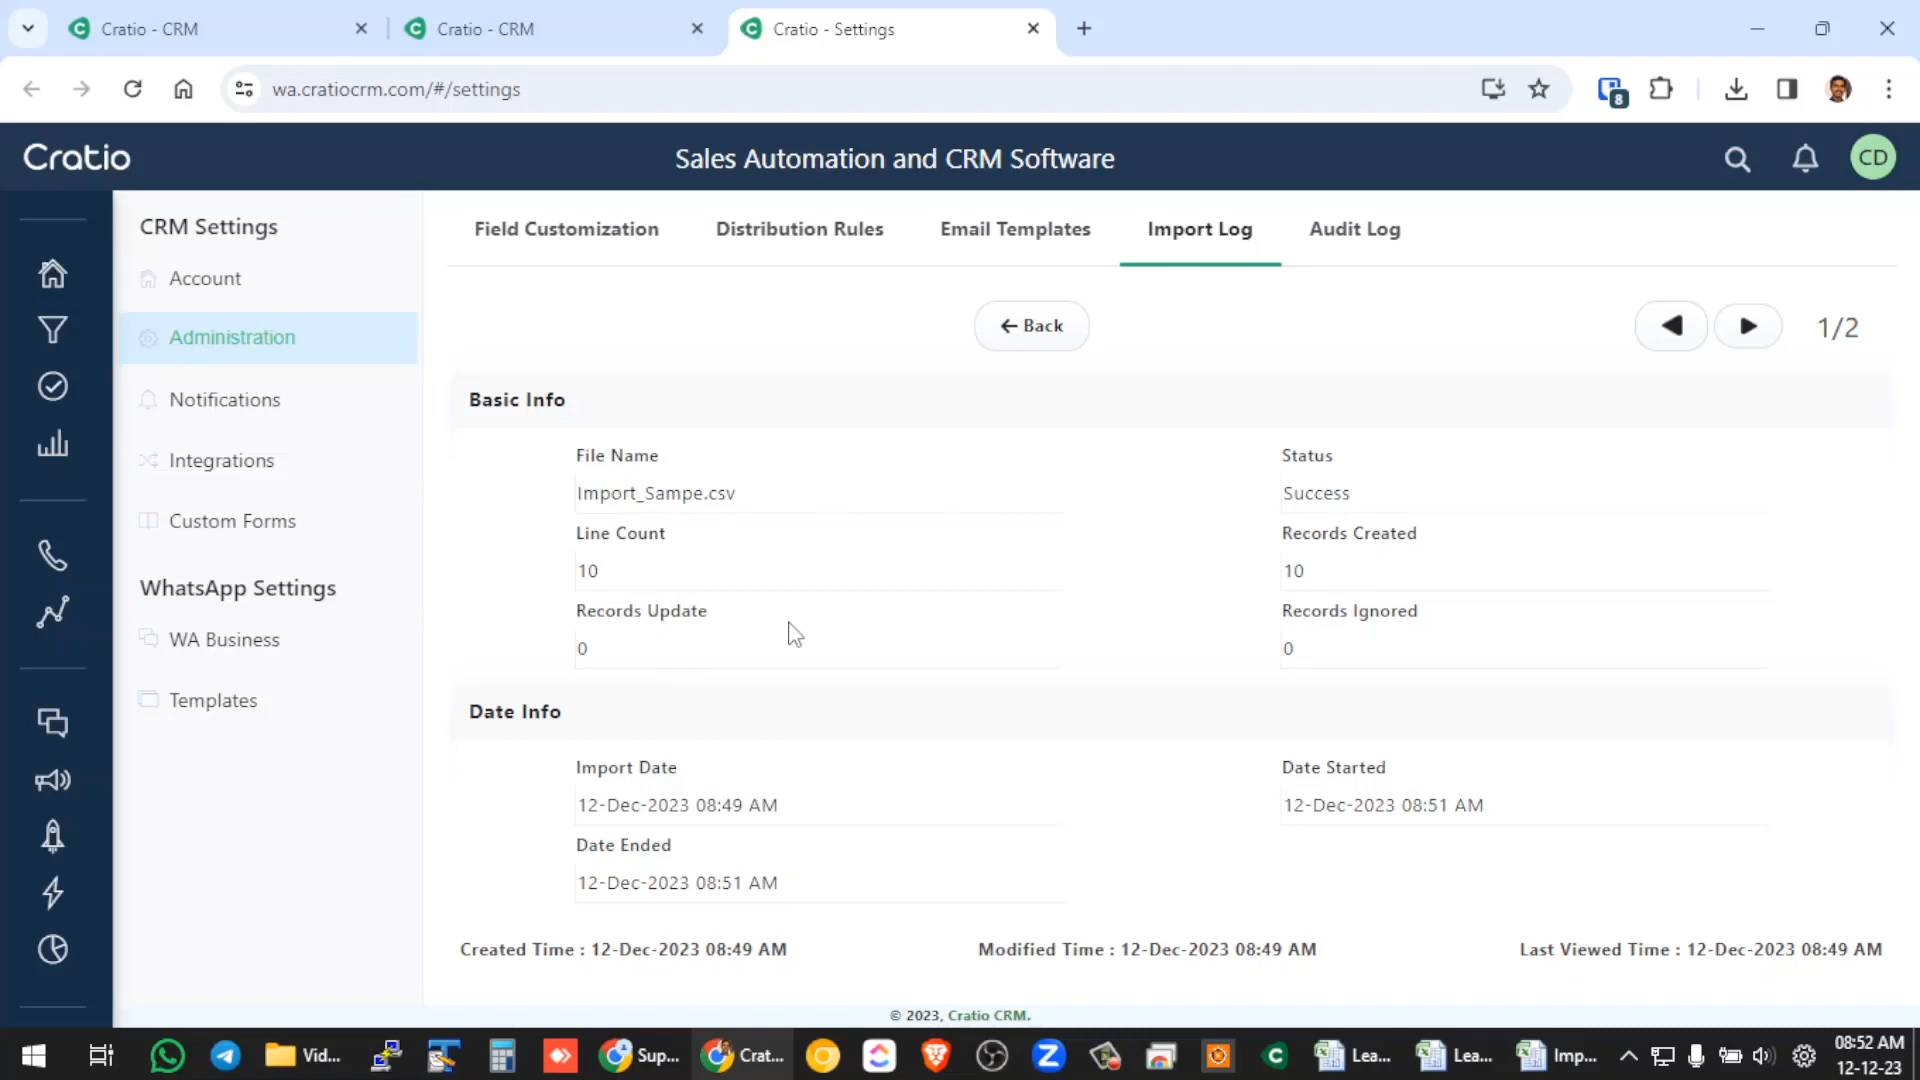 Cratio - CRM
Cratio - CRM
Cratio - Settings
wa.cratiocrm.com/#/settings
8
Cratio
Sales Automation and CRM Software
CD
CRM Settings
Account
Administration
Notifications
Integrations
Custom Forms
WhatsApp Settings
WA Business
Templates
Field Customization
Distribution Rules
Email Templates
Import Log
Audit Log
Back
1/2
Basic Info
File Name
Import_Sampe.csv
Status
Success
Line Count
10
Records Created
10
Records Update
0
Records Ignored
0
Date Info
Import Date
12-Dec-2023 08:49 AM
Date Started
12-Dec-2023 08:51 AM
Date Ended
12-Dec-2023 08:51 AM
Created Time : 12-Dec-2023 08:49 AM
Modified Time : 12-Dec-2023 08:49 AM
Last Viewed Time : 12-Dec-2023 08:49 AM
© 2023, Cratio CRM.
Vid...
Sup...
Crat...
Lea...
Lea...
Imp...
08:52 AM
12-12-23